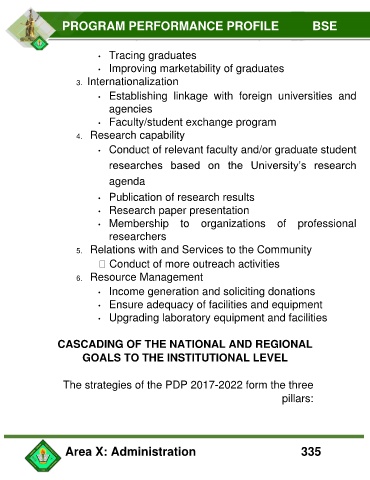 PROGRAM PERFORMANCE PROFILE BSE
• Tracing graduates
• Improving marketability of graduates
3. Internationalization
• Establishing linkage with foreign universities and
agencies
• Faculty/student exchange program
4. Research capability
• Conduct of relevant faculty and/or graduate student
researches based on the University's research
agenda
• Publication of research results
• Research paper presentation
• Membership to organizations of professional
researchers
5. Relations with and Services to the Community
Conduct of more outreach activities
6. Resource Management
• Income generation and soliciting donations
• Ensure adequacy of facilities and equipment
• Upgrading laboratory equipment and facilities
CASCADING OF THE NATIONAL AND REGIONAL
GOALS TO THE INSTITUTIONAL LEVEL
The strategies of the PDP 2017-2022 form the three
pillars:
Area X: Administration 335